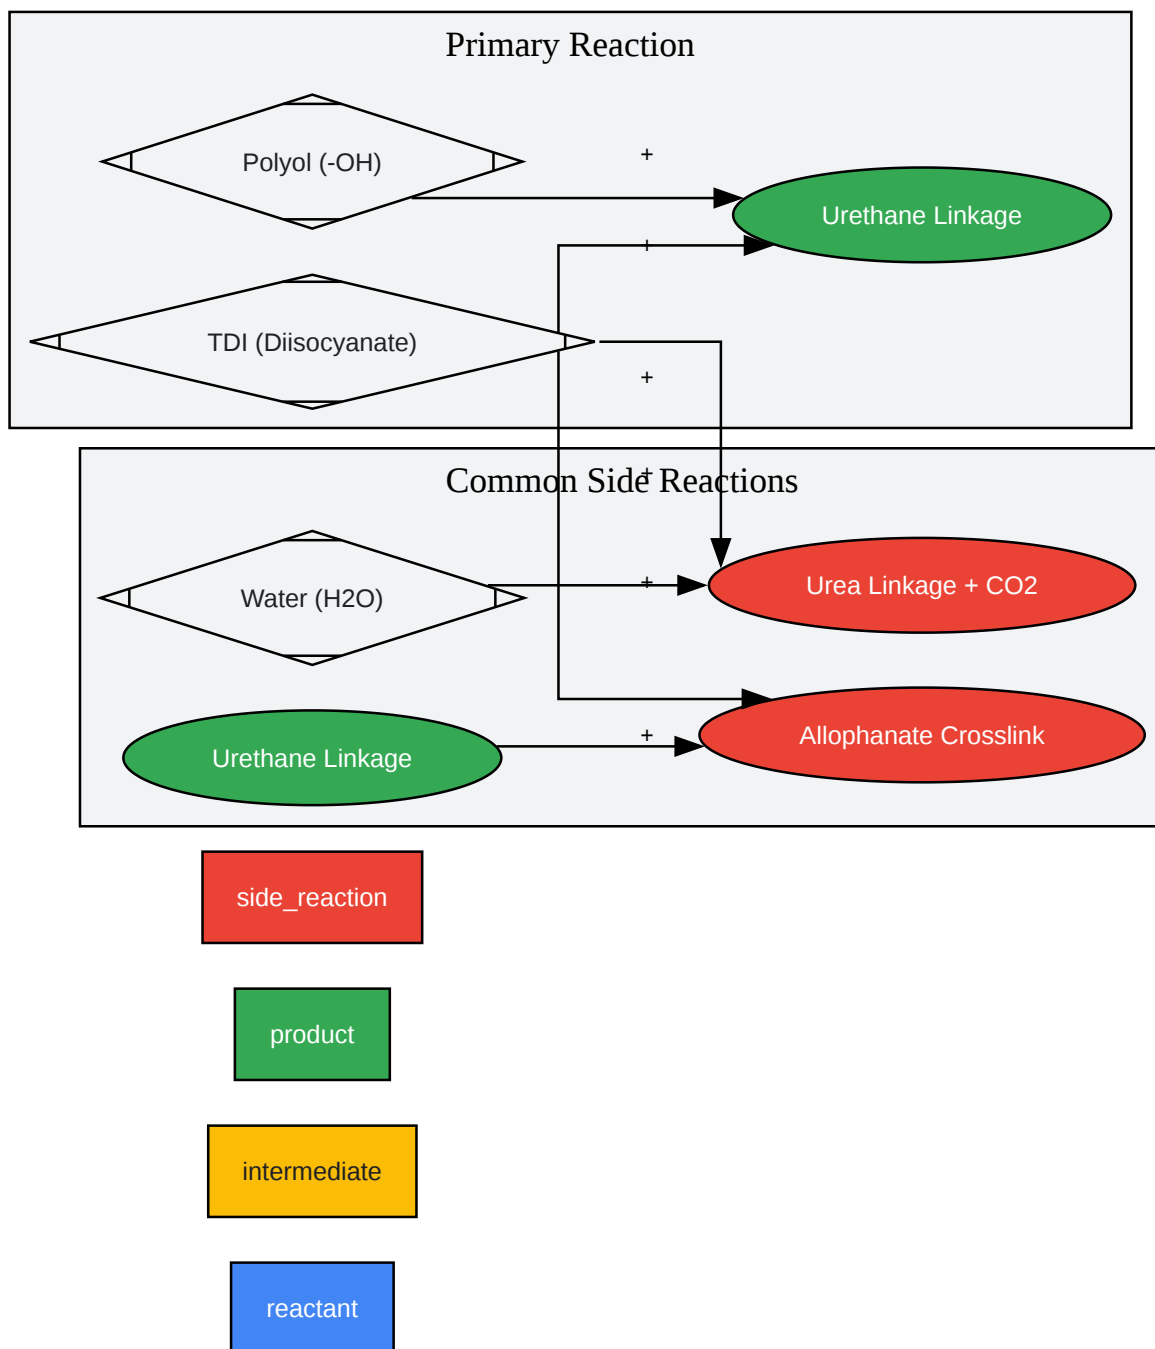 Primary Reaction
Polyol (-OH)
+
Urethane Linkage
+
TDI (Diisocyanate)
+
Common Side Reactions
+
Water (H2O)
+
Urea Linkage + CO2
Urethane Linkage
+
Allophanate Crosslink
side_reaction
product
intermediate
reactant